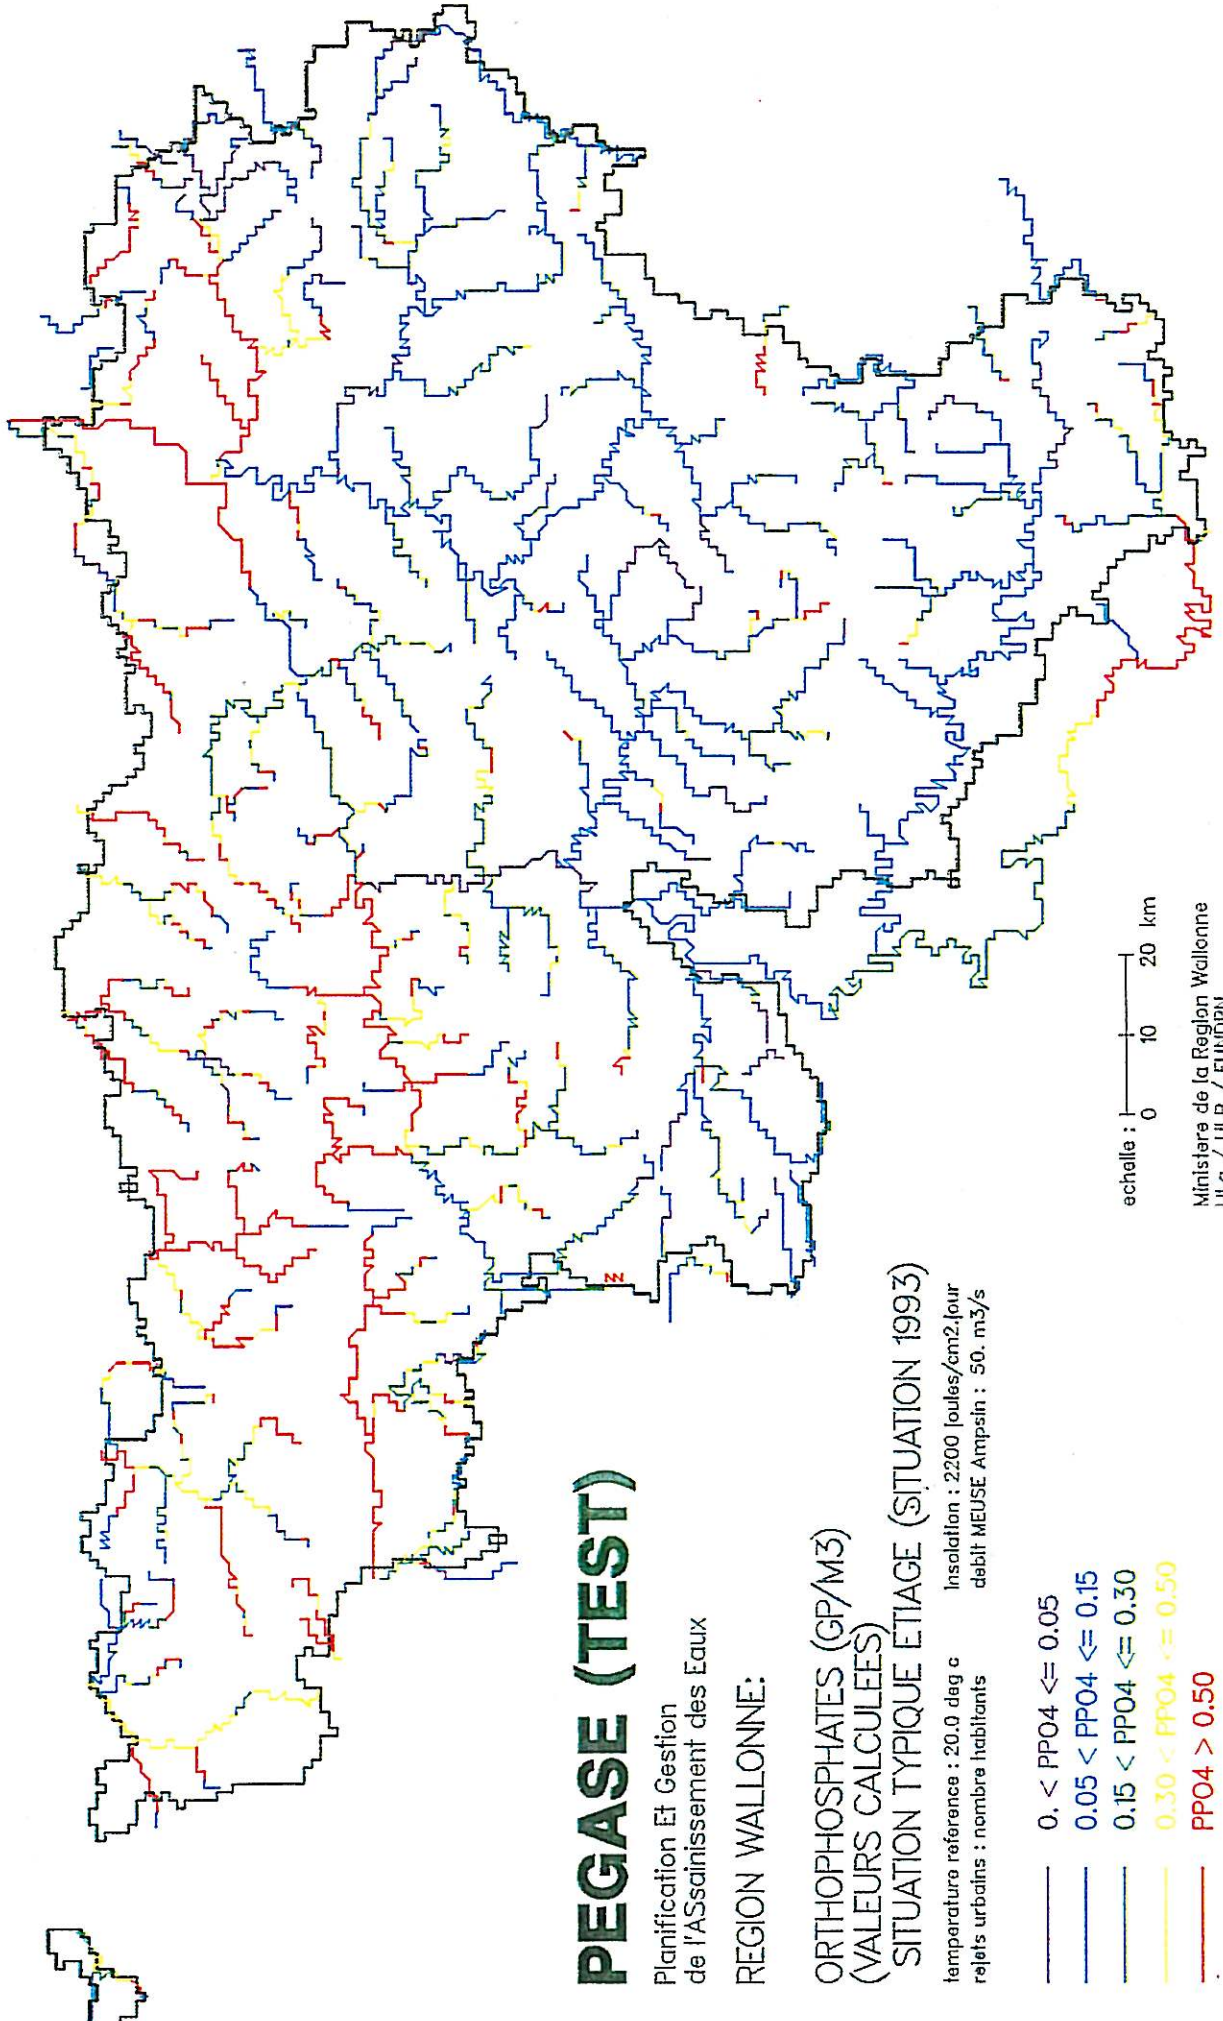 PEGASE (TEST)
Planification Et Gestion
de l'ASsainissement des Eaux
REGION WALLONNE:
ORTHOPHOSPHATES (GP/M3)
(VALEURS CALCULEES)
SITUATION TYPIQUE ETIAGE (SITUATION 1993)
temperature reference : 20.0 deg c Insolation : 2200 joules/cm2.jour
rejets urbains : nombre habitants debit MEUSE Ampsin : 50. m3/s
0. < PPO4 <= 0.05
0.05 < PPO4 <= 0.15
0.15 < PPO4 <= 0.30
0.30 < PPO4 <= 0.50
PPO4 > 0.50
echelle :
0 10 20 km
Ministere de la Region Wallonne